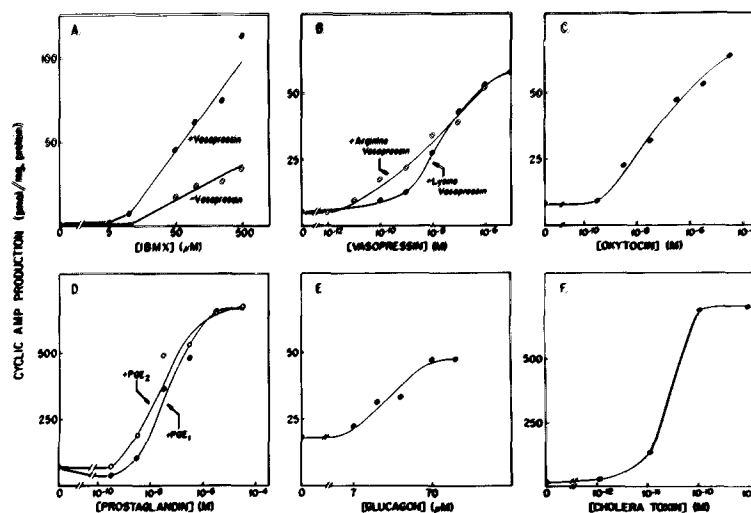 CYCLIC AMP PRODUCTION (pmol/mg. protein)
A
100
50
+Vasopressin
-Vasopressin
0 5 50 500
[IBMX] (μM)
B
50
25
+Arginine
Vasopressin
+Lysine
Vasopressin
0 10⁻¹² 10⁻¹⁰ 10⁻⁸ 10⁻⁶
[VASOPRESSIN] (M)
C
50
25
0 10⁻¹⁰ 10⁻⁸ 10⁻⁶
[OXYTOCIN] (M)
D
500
250
+PGE₂
+PGE₁
0 10⁻¹⁰ 10⁻⁸ 10⁻⁶ 10⁻⁴
[PROSTAGLANDIN] (M)
E
50
25
0 7 70
[GLUCAGON] (μM)
F
500
250
0 10⁻¹² 10⁻¹¹ 10⁻¹⁰
[CHOLERA TOXIN] (M)